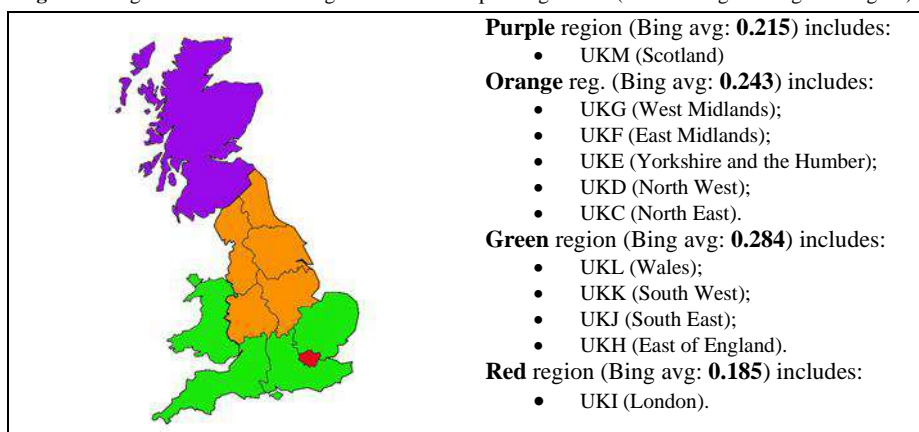 Purple region (Bing avg: 0.215) includes:
• UKM (Scotland)
Orange reg. (Bing avg: 0.243) includes:
• UKG (West Midlands);
• UKF (East Midlands);
• UKE (Yorkshire and the Humber);
• UKD (North West);
• UKC (North East).
Green region (Bing avg: 0.284) includes:
• UKL (Wales);
• UKK (South West);
• UKJ (South East);
• UKH (East of England).
Red region (Bing avg: 0.185) includes:
• UKI (London).